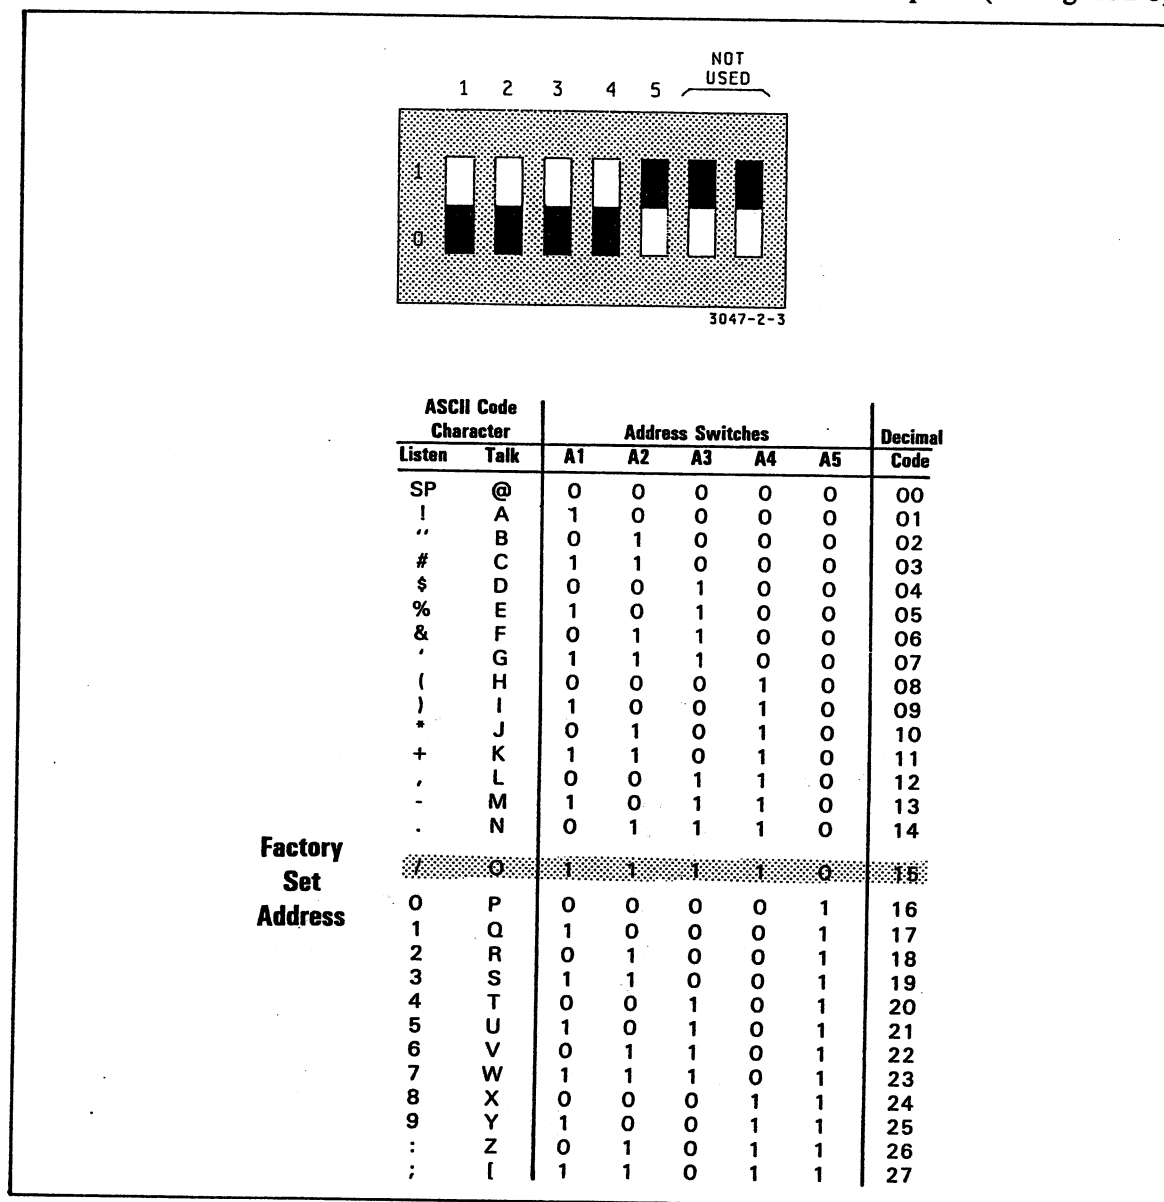 NOT
USED
1 2 3 4 5
1
0
3047-2-3
ASCII Code
Character
Address Switches
Decimal
Code
Listen Talk A1 A2 A3 A4 A5
SP @ 0 0 0 0 0 00
! A 1 0 0 0 0 01
" B 0 1 0 0 0 02
# C 1 1 0 0 0 03
$ D 0 0 1 0 0 04
% E 1 0 1 0 0 05
& F 0 1 1 0 0 06
' G 1 1 1 0 0 07
( H 0 0 0 1 0 08
) I 1 0 0 1 0 09
* J 0 1 0 1 0 10
+ K 1 1 0 1 0 11
, L 0 0 1 1 0 12
- M 1 0 1 1 0 13
. N 0 1 1 1 0 14
Factory
Set
Address
/ O 1 1 1 1 0 15
0 P 0 0 0 0 1 16
1 Q 1 0 0 0 1 17
2 R 0 1 0 0 1 18
3 S 1 1 0 0 1 19
4 T 0 0 1 0 1 20
5 U 1 0 1 0 1 21
6 V 0 1 1 0 1 22
7 W 1 1 1 0 1 23
8 X 0 0 0 1 1 24
9 Y 1 0 0 1 1 25
: Z 0 1 0 1 1 26
; [ 1 1 0 1 1 27